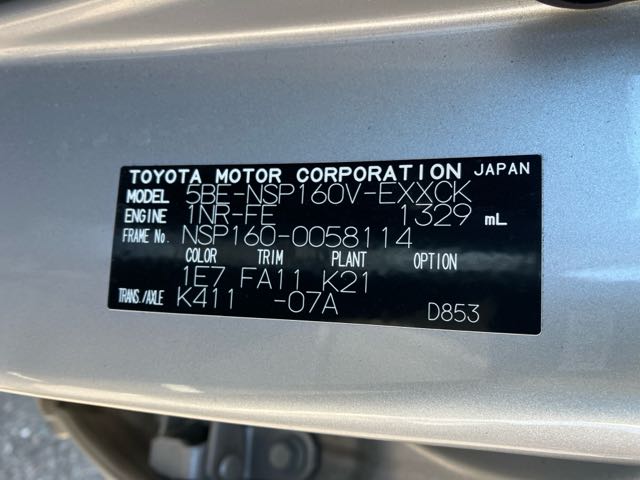 TOYOTA MOTOR CORPORATION JAPAN
MODEL 5BE-NSP160V-EXXCK
ENGINE 1NR-FE 1329 mL
FRAME No. NSP160-0058114
COLOR TRIM PLANT OPTION
1E7 FA11 K21
TRANS./AXLE K411 -07A D853